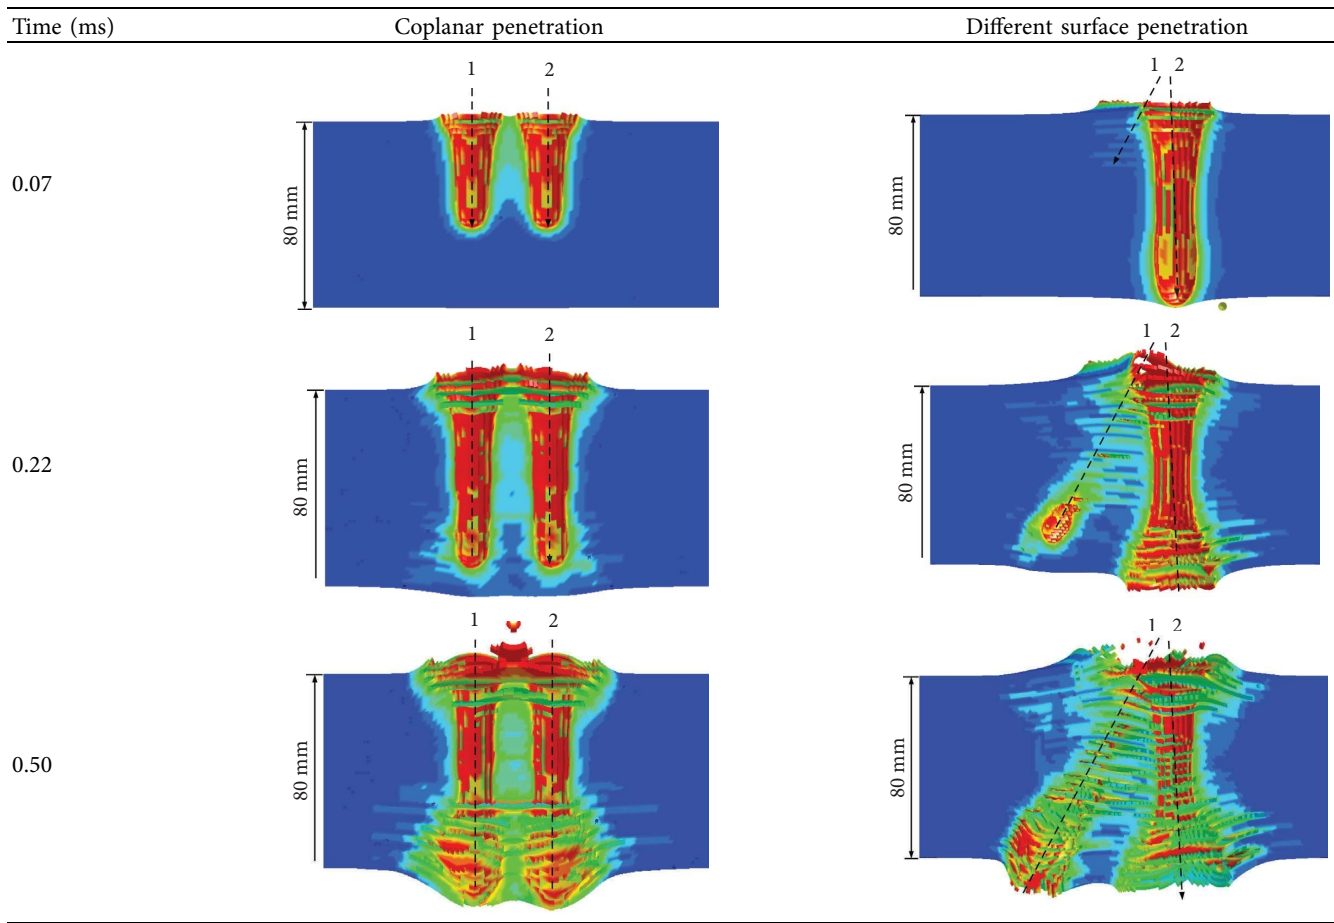 Time (ms) Coplanar penetration Different surface penetration
1 2 1 2
0.07 80 mm 80 mm
1 2 1 2
0.22 80 mm 80 mm
1 2 1 2
0.50 80 mm 80 mm